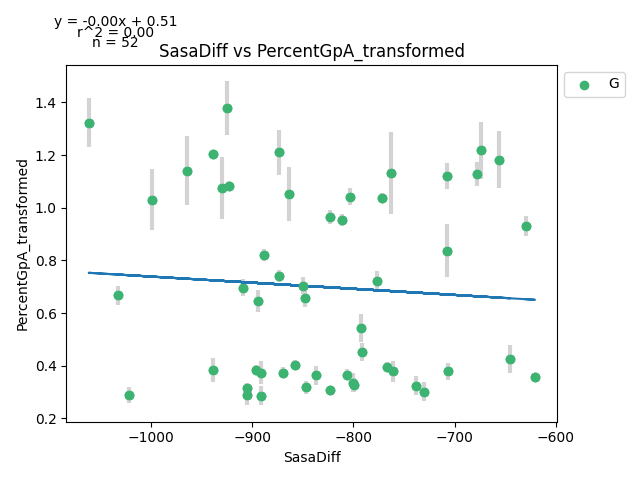 y = -0.00x + 0.51
r^2 = 0.00
n = 52
SasaDiff vs PercentGpA_transformed
G
PercentGpA_transformed
1.4
1.2
1.0
0.8
0.6
0.4
0.2
−1000
−900
−800
−700
−600
SasaDiff